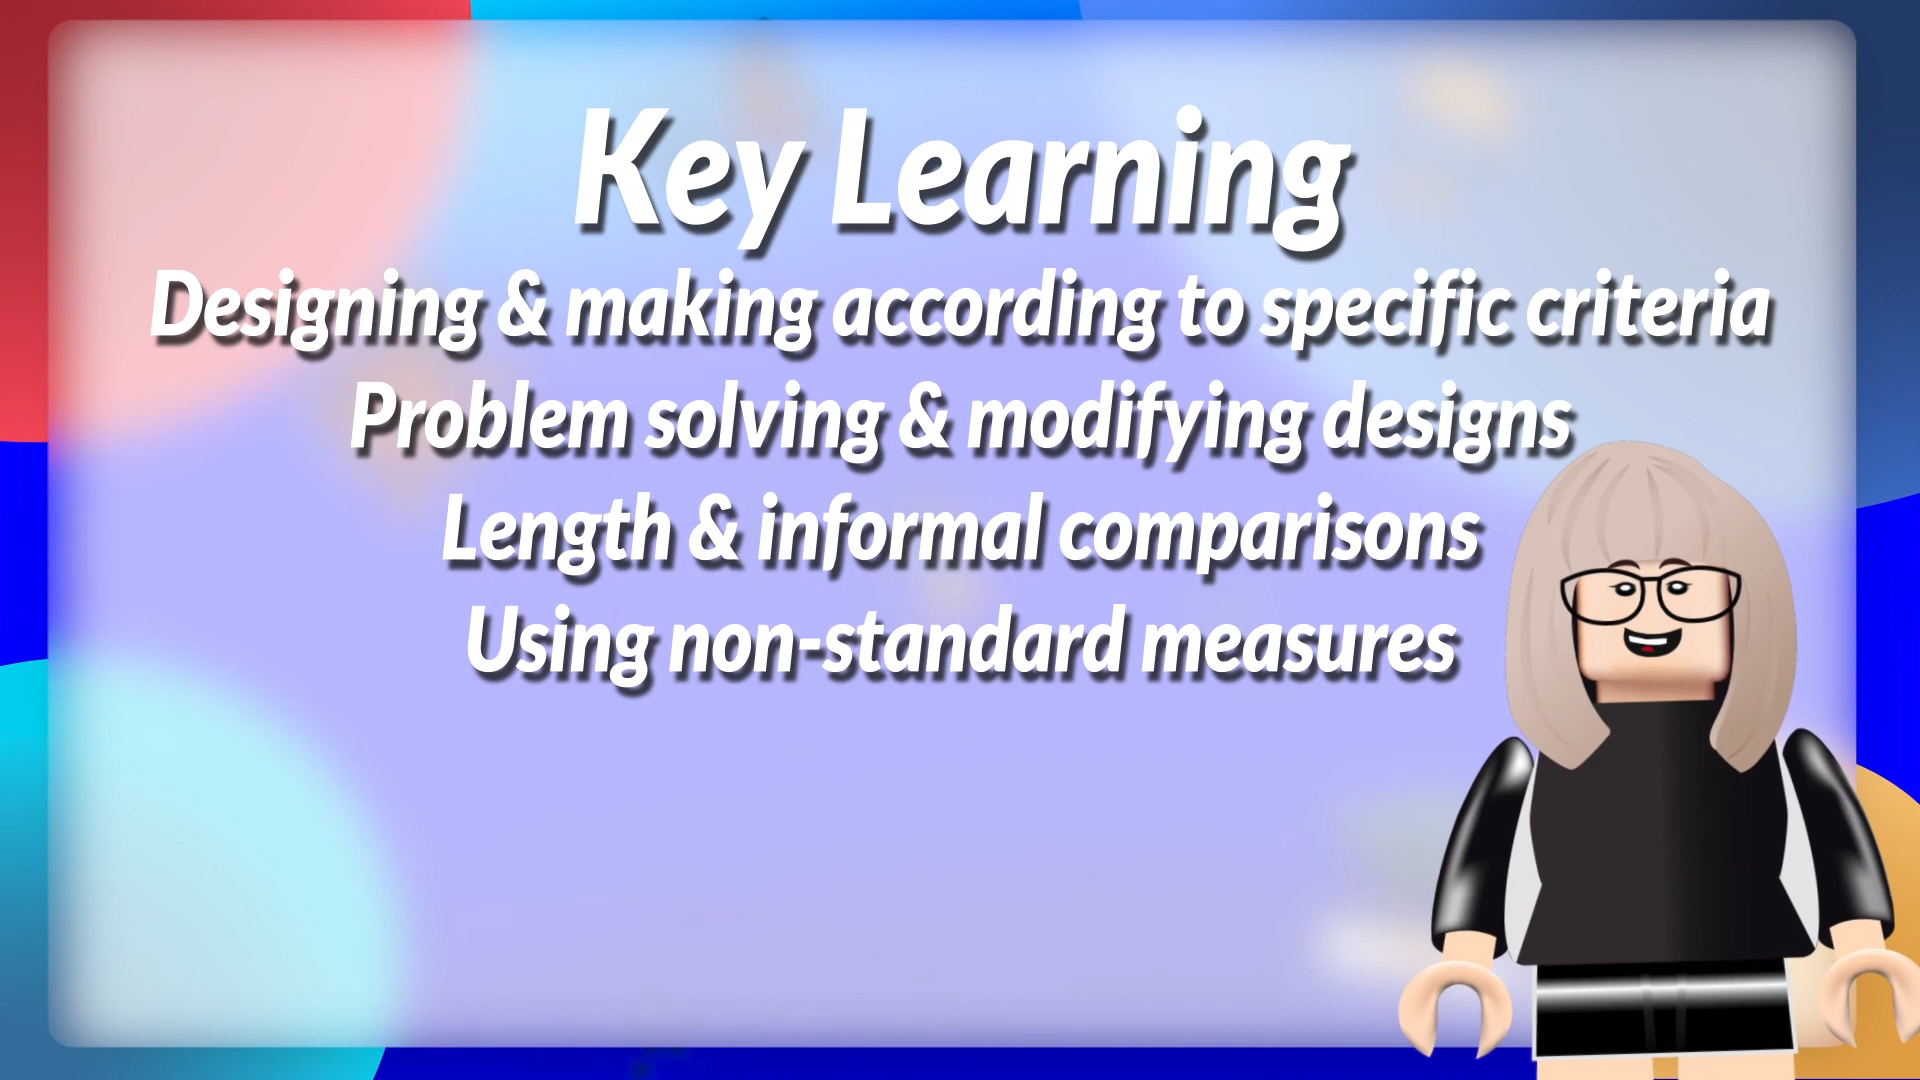 Key Learning
Designing & making according to specific criteria
Problem solving & modifying designs
Length & informal comparisons
Using non-standard measures